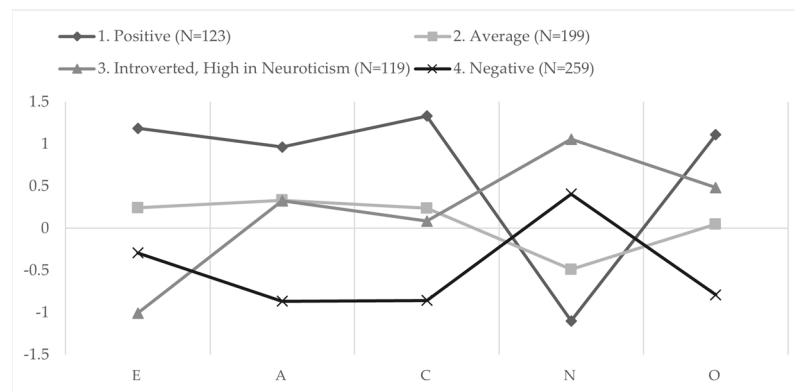 1. Positive (N=123) 2. Average (N=199)
3. Introverted, High in Neuroticism (N=119) 4. Negative (N=259)
1.5
1
0.5
0
-0.5
-1
-1.5
E A C N O